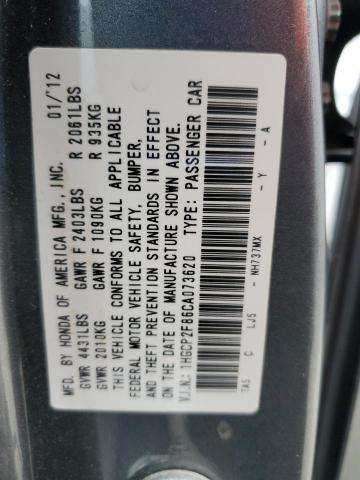 MFD. BY HONDA OF AMERICA MFG., INC. 01/'12
GVWR 4431LBS GAWR F 2403LBS R 2061LBS
GVWR 2010KG GAWR F 1090KG R 935KG
THIS VEHICLE CONFORMS TO ALL APPLICABLE
FEDERAL MOTOR VEHICLE SAFETY, BUMPER,
AND THEFT PREVENTION STANDARDS IN EFFECT
ON THE DATE OF MANUFACTURE SHOWN ABOVE.
V.I.N.: 1HGCP2F86CA073620 TYPE: PASSENGER CAR
TA5 C LJ5 - NH737MX - Y - A